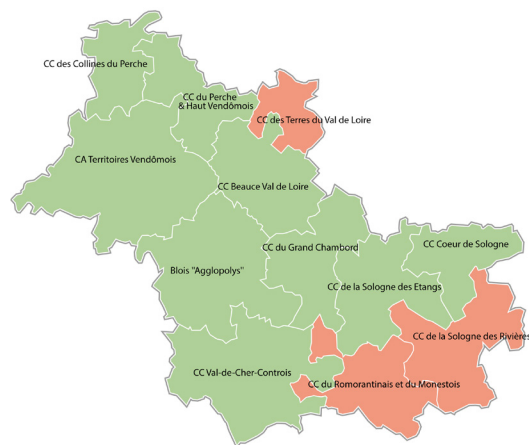 CC des Collines du Perche
CC du Perche
& Haut Vendômois
CC des Terres du Val de Loire
CA Territoires Vendômois
CC Beauce Val de Loire
CC du Grand Chambord
CC Coeur de Sologne
Blois "Agglopolys"
CC de la Sologne des Etangs
CC de la Sologne des Rivières
CC Val-de-Cher-Controis
CC du Romorantinais et du Monestois